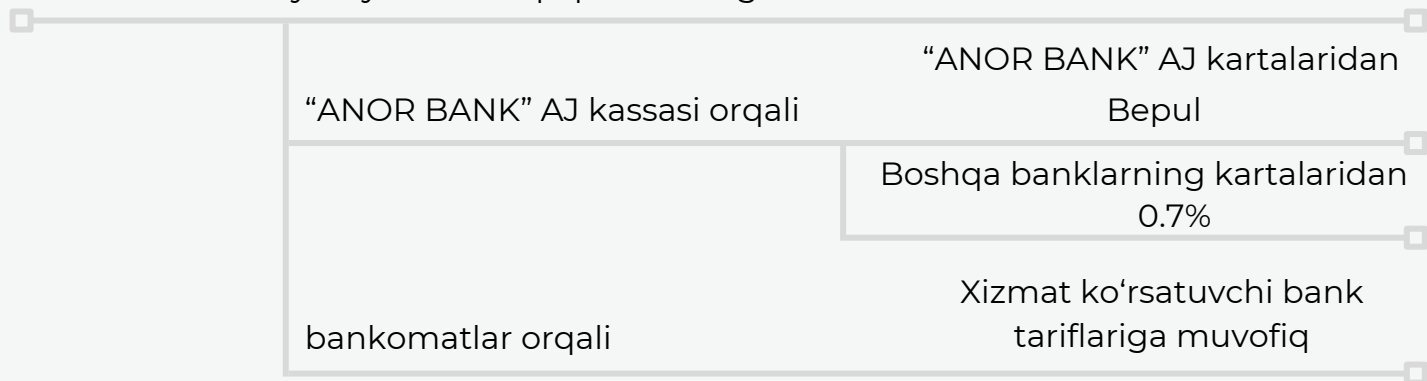 “ANOR BANK” AJ kartalaridan
“ANOR BANK” AJ kassasi orqali
Bepul
Boshqa banklarning kartalaridan
0.7%
Xizmat ko‘rsatuvchi bank
bankomatlar orqali
tariflariga muvofiq